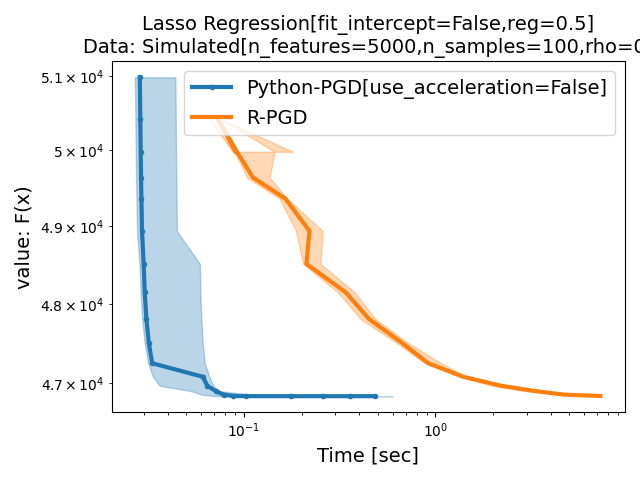 Lasso Regression[fit_intercept=False,reg=0.5]
Data: Simulated[n_features=5000,n_samples=100,rho=0
Python-PGD[use_acceleration=False]
R-PGD
value: F(x)
5.1 × 10⁴
5 × 10⁴
4.9 × 10⁴
4.8 × 10⁴
4.7 × 10⁴
10⁻¹
10⁰
Time [sec]